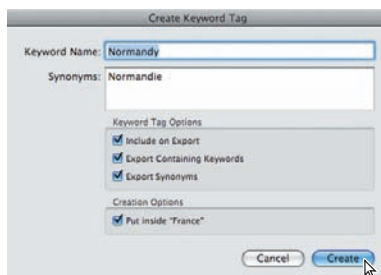 Create Keyword Tag
Keyword Name: Normandy
Synonyms: Normandie
Keyword Tag Options
Include on Export
Export Containing Keywords
Export Synonyms
Creation Options
Put inside "France"
Cancel Create